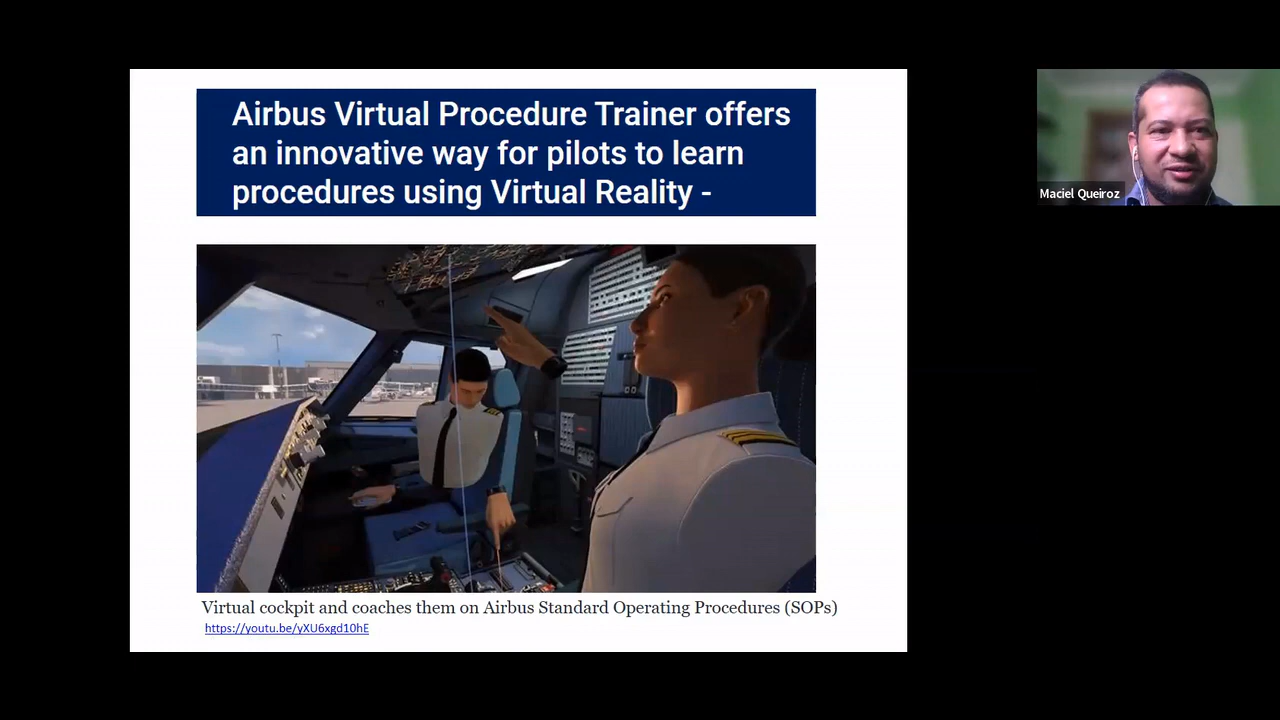 Airbus Virtual Procedure Trainer offers
an innovative way for pilots to learn
procedures using Virtual Reality -
Maciel Queiroz
Virtual cockpit and coaches them on Airbus Standard Operating Procedures (SOPs)
https://youtu.be/yXU6xgd10hE